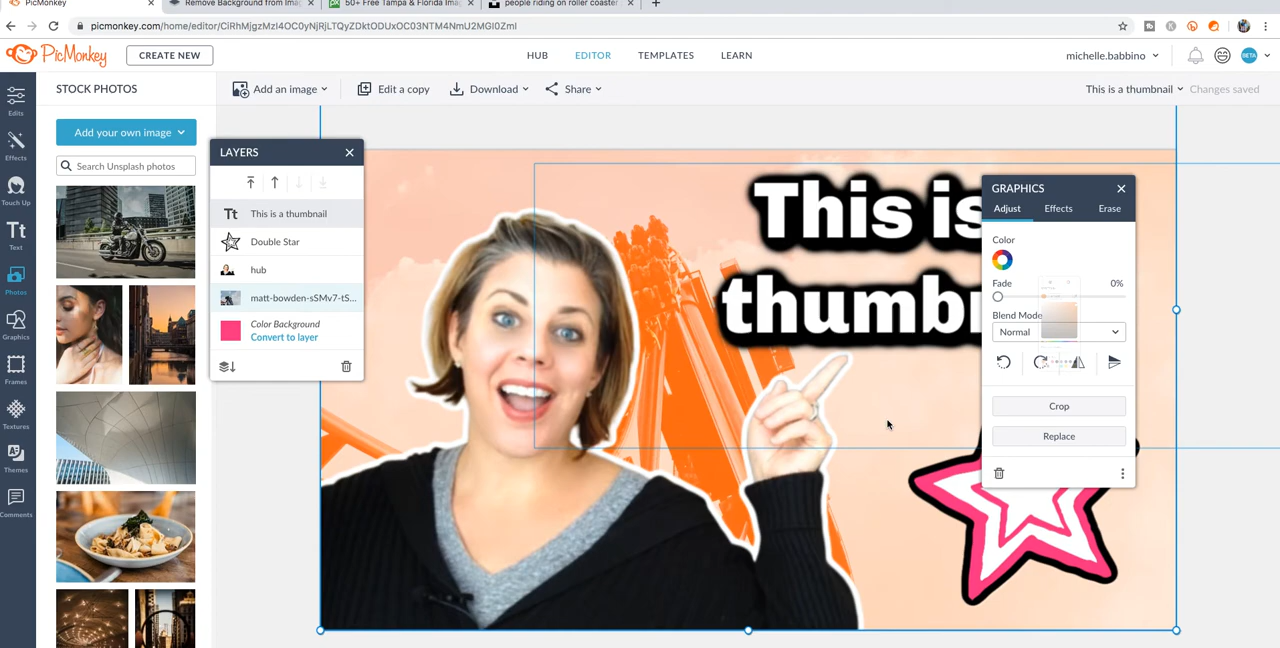 PicMonkey
Remove Background from Imag
50+ Free Tampa & Florida Ima
people riding on roller coaster
picmonkey.com/home/editor/CiRhMjgzMzI4OC0yNjRjLTQyZDktODUxOC03NTM4NmU2MGI0ZmI
PicMonkey
CREATE NEW
HUB
EDITOR
TEMPLATES
LEARN
michelle.babbino
BETA
STOCK PHOTOS
Add an image
Edit a copy
Download
Share
This is a thumbnail
Changes saved
Edits
Effects
Touch Up
Tt
Text
Photos
Graphics
Frames
Textures
Themes
Comments
Add your own image
Search Unsplash photos
LAYERS
Tt This is a thumbnail
Double Star
hub
matt-bowden-sSMv7-tS...
Color Background
Convert to layer
This is
thumbn
GRAPHICS
Adjust
Effects
Erase
Color
Fade
0%
Blend Mode
Normal
Crop
Replace